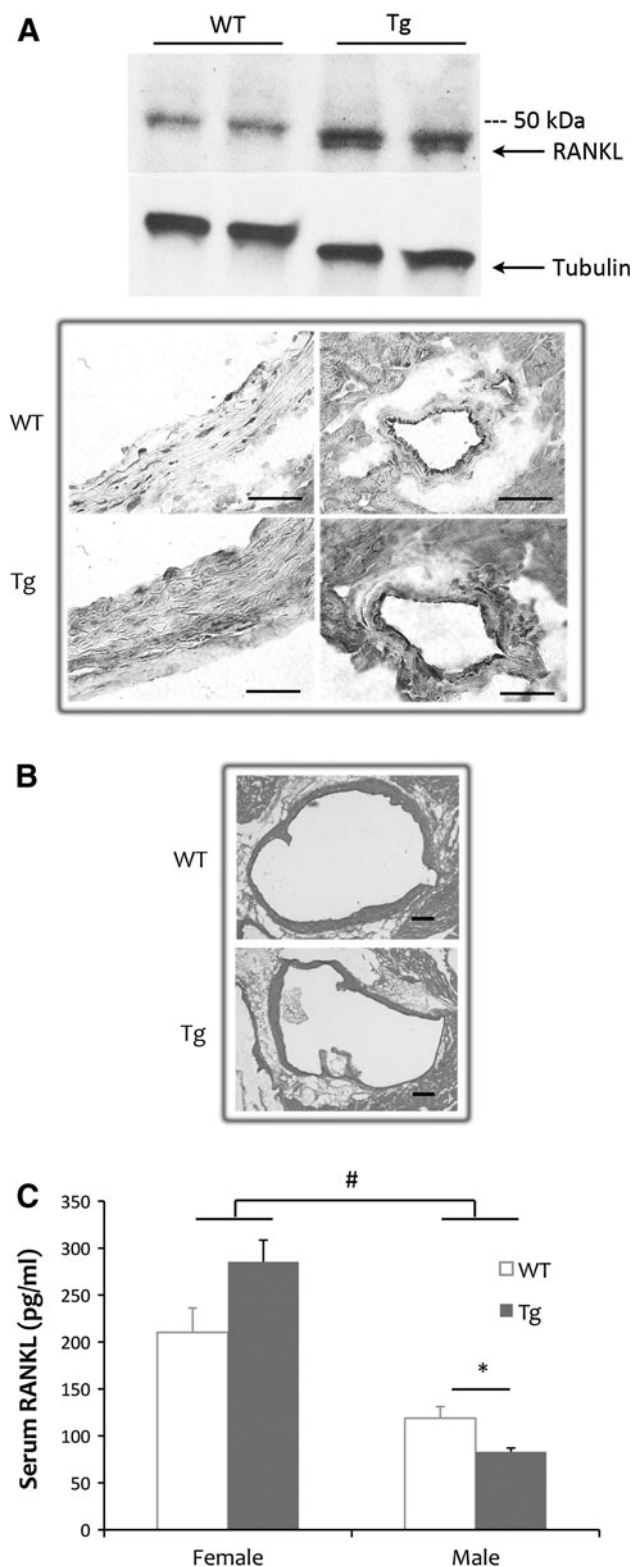 A
WT Tg
--- 50 kDa
RANKL
Tubulin
WT
Tg
B
WT
Tg
C
#
350
300
250
200
150
100
50
0
Serum RANKL (pg/ml)
WT
Tg
*
Female Male